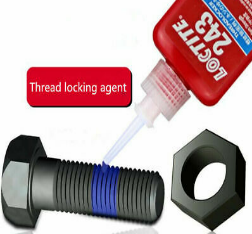 LOCTITE
243
Thread locking agent